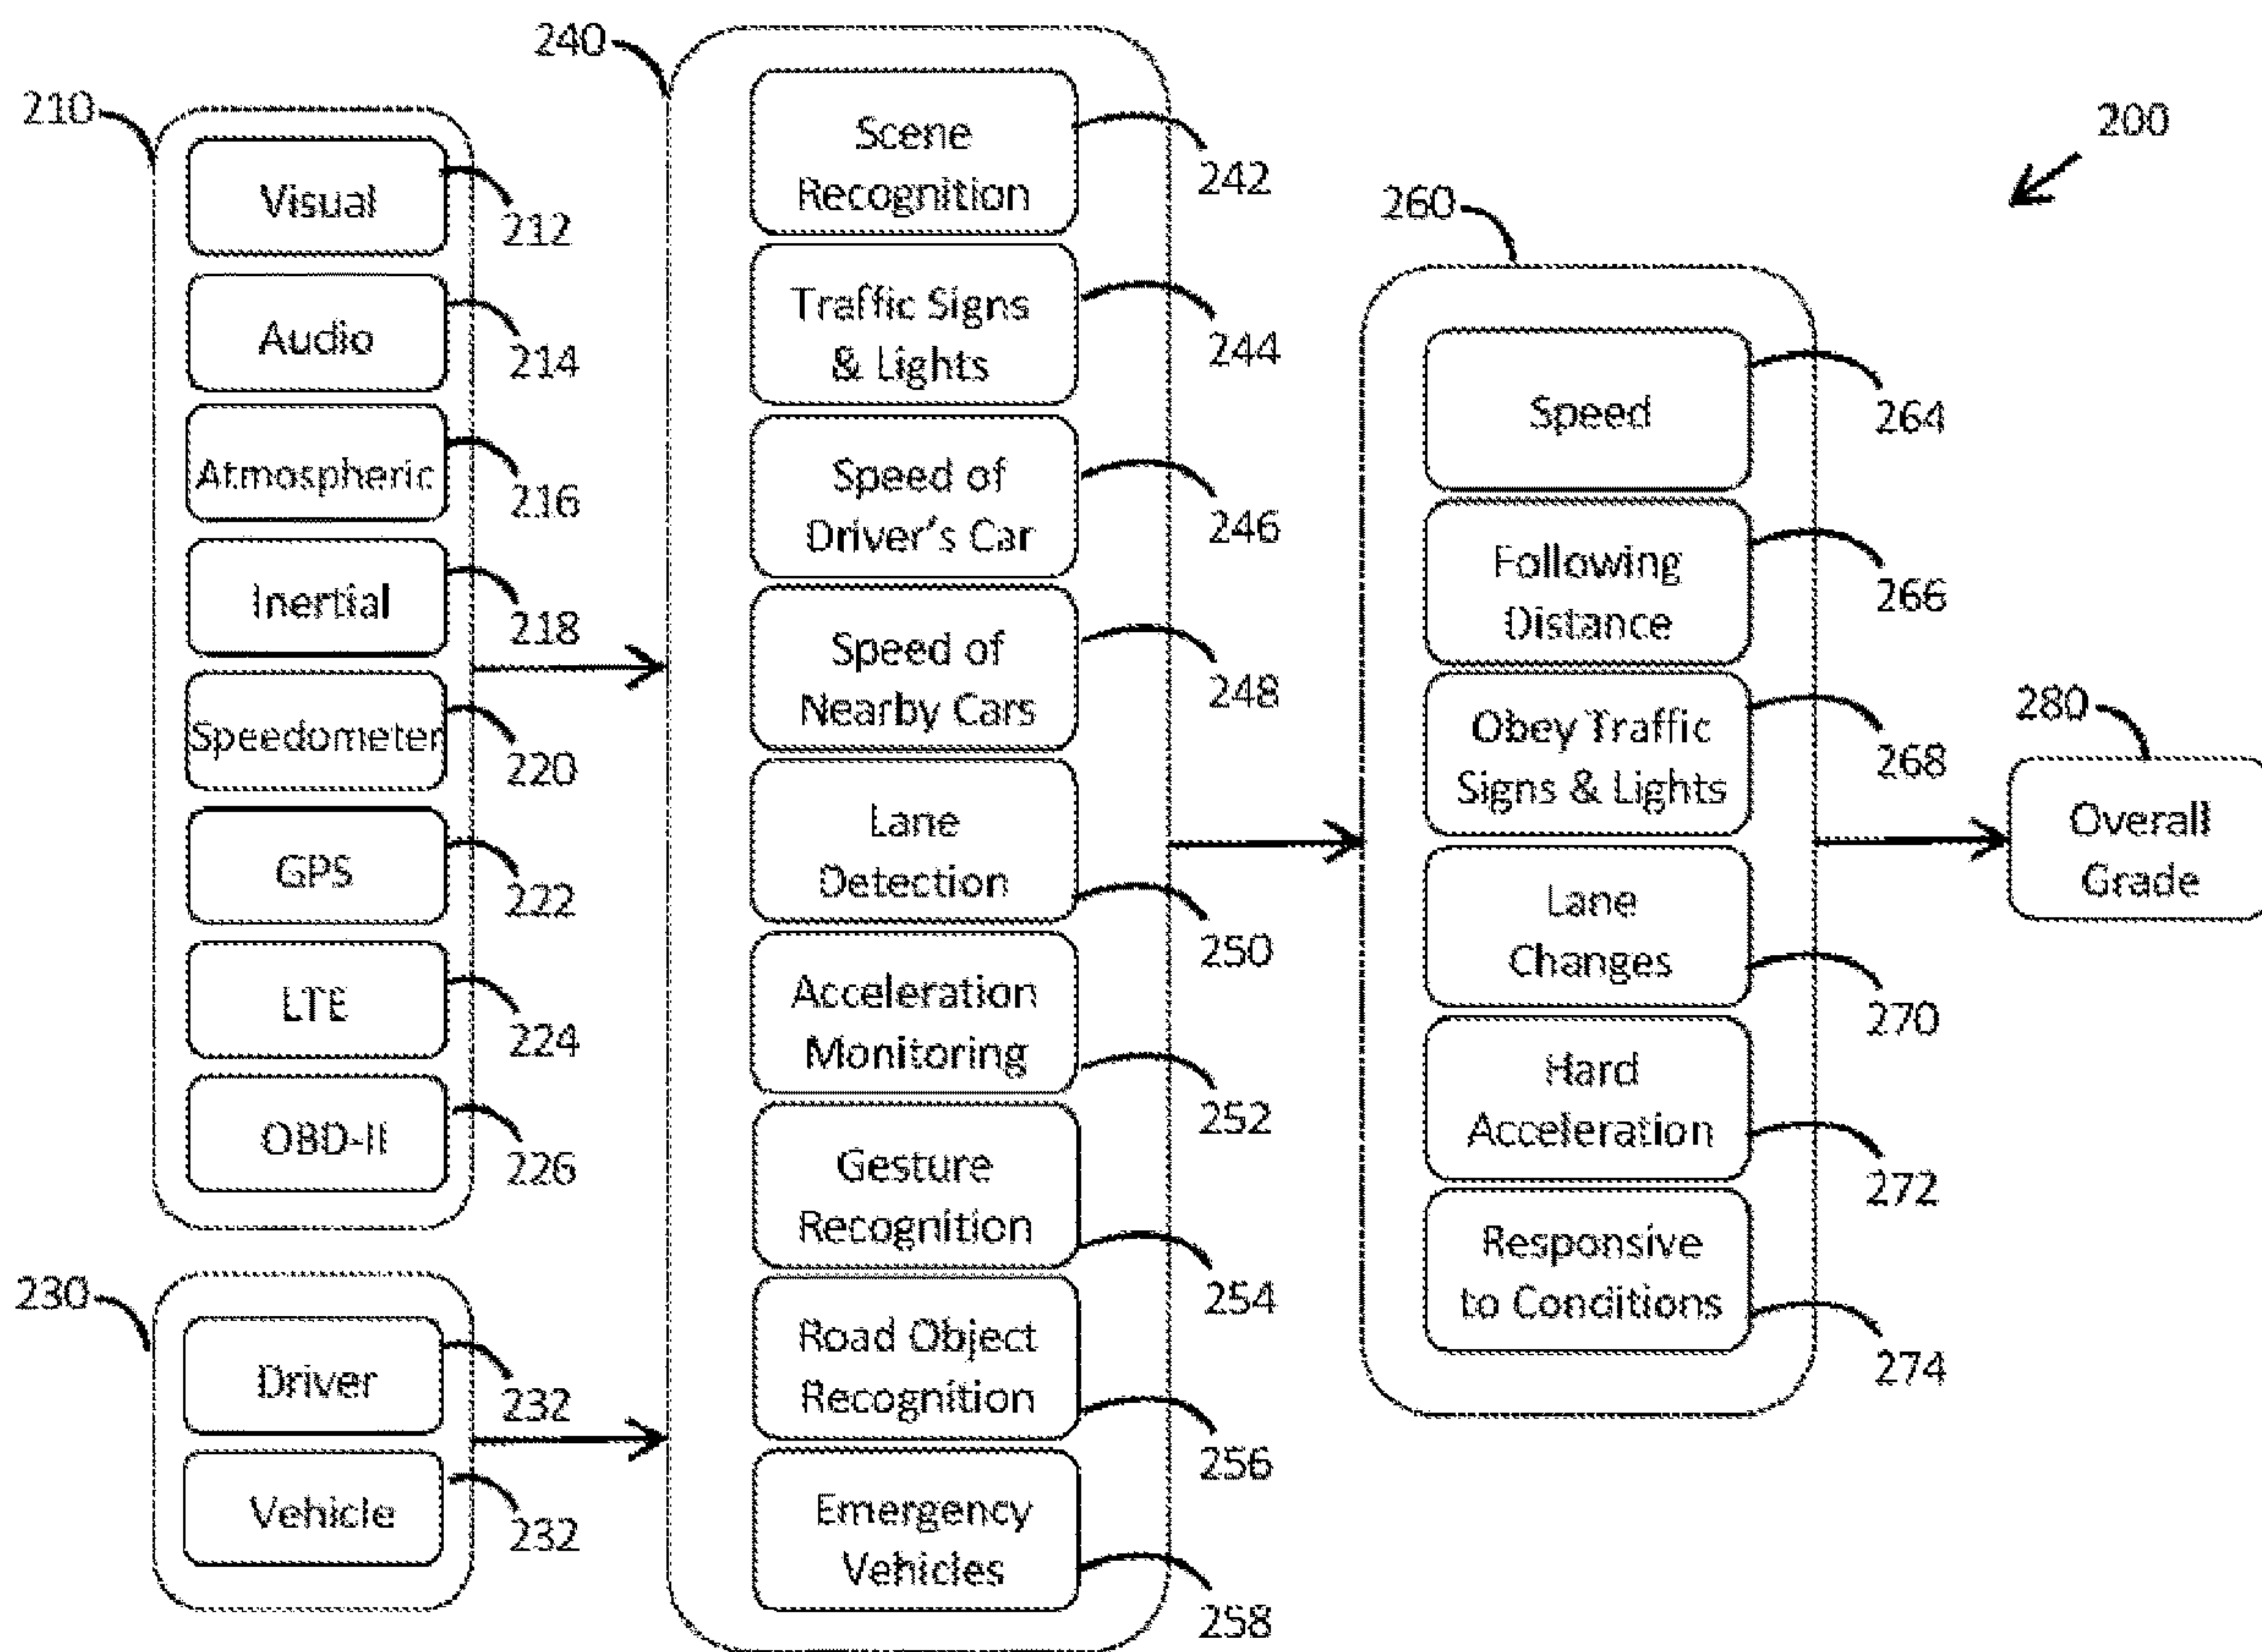 210
Visual
212
Audio
214
Atmospheric
216
Inertial
218
Speedometer
220
GPS
222
LTE
224
OBD-II
226
230
Driver
232
Vehicle
232
240
Scene
Recognition
242
Traffic Signs
& Lights
244
Speed of
Driver's Car
246
Speed of
Nearby Cars
248
Lane
Detection
250
Acceleration
Monitoring
252
Gesture
Recognition
254
Road Object
Recognition
256
Emergency
Vehicles
258
260
Speed
264
Following
Distance
266
Obey Traffic
Signs & Lights
268
Lane
Changes
270
Hard
Acceleration
272
Responsive
to Conditions
274
200
280
Overall
Grade